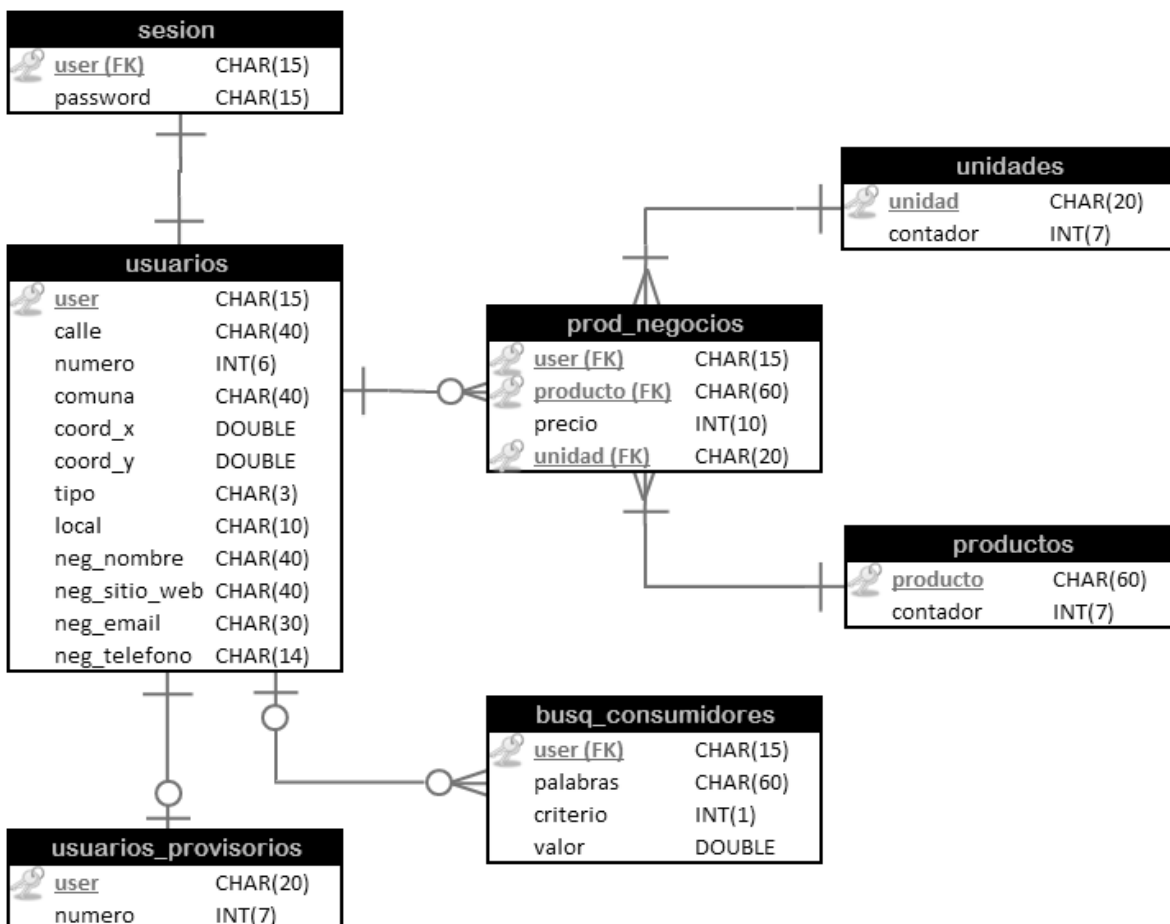 sesion
user (FK) CHAR(15)
password CHAR(15)
usuarios
user CHAR(15)
calle CHAR(40)
numero INT(6)
comuna CHAR(40)
coord_x DOUBLE
coord_y DOUBLE
tipo CHAR(3)
local CHAR(10)
neg_nombre CHAR(40)
neg_sitio_web CHAR(40)
neg_email CHAR(30)
neg_telefono CHAR(14)
usuarios_provisorios
user CHAR(20)
numero INT(7)
prod_negocios
user (FK) CHAR(15)
producto (FK) CHAR(60)
precio INT(10)
unidad (FK) CHAR(20)
busq_consumidores
user (FK) CHAR(15)
palabras CHAR(60)
criterio INT(1)
valor DOUBLE
unidades
unidad CHAR(20)
contador INT(7)
productos
producto CHAR(60)
contador INT(7)